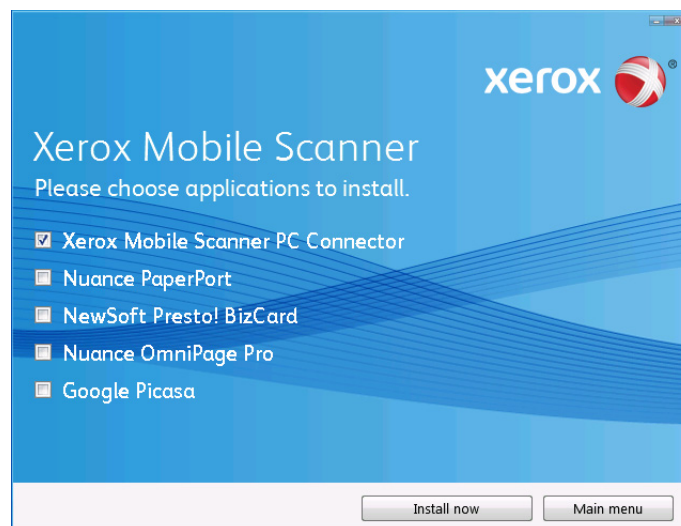 xerox
Xerox Mobile Scanner
Please choose applications to install.
Xerox Mobile Scanner PC Connector
Nuance PaperPort
NewSoft Presto! BizCard
Nuance OmniPage Pro
Google Picasa
Install now
Main menu